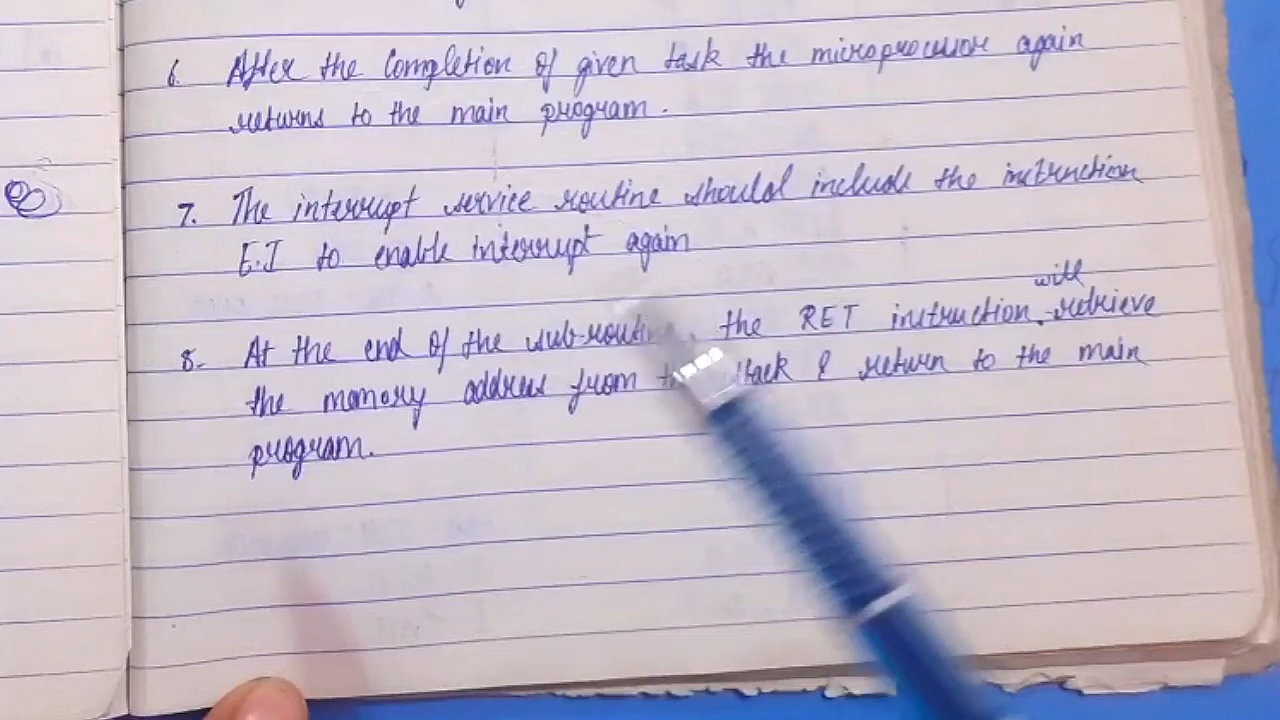 6. After the Completion of given task the microprocessor again
returns to the main program.
7. The interrupt service routine should include the instruction
E.I to enable interrupt again
will
8. At the end of the sub-routine, the RET instruction, retrieve
the memory address from the stack & return to the main
program.